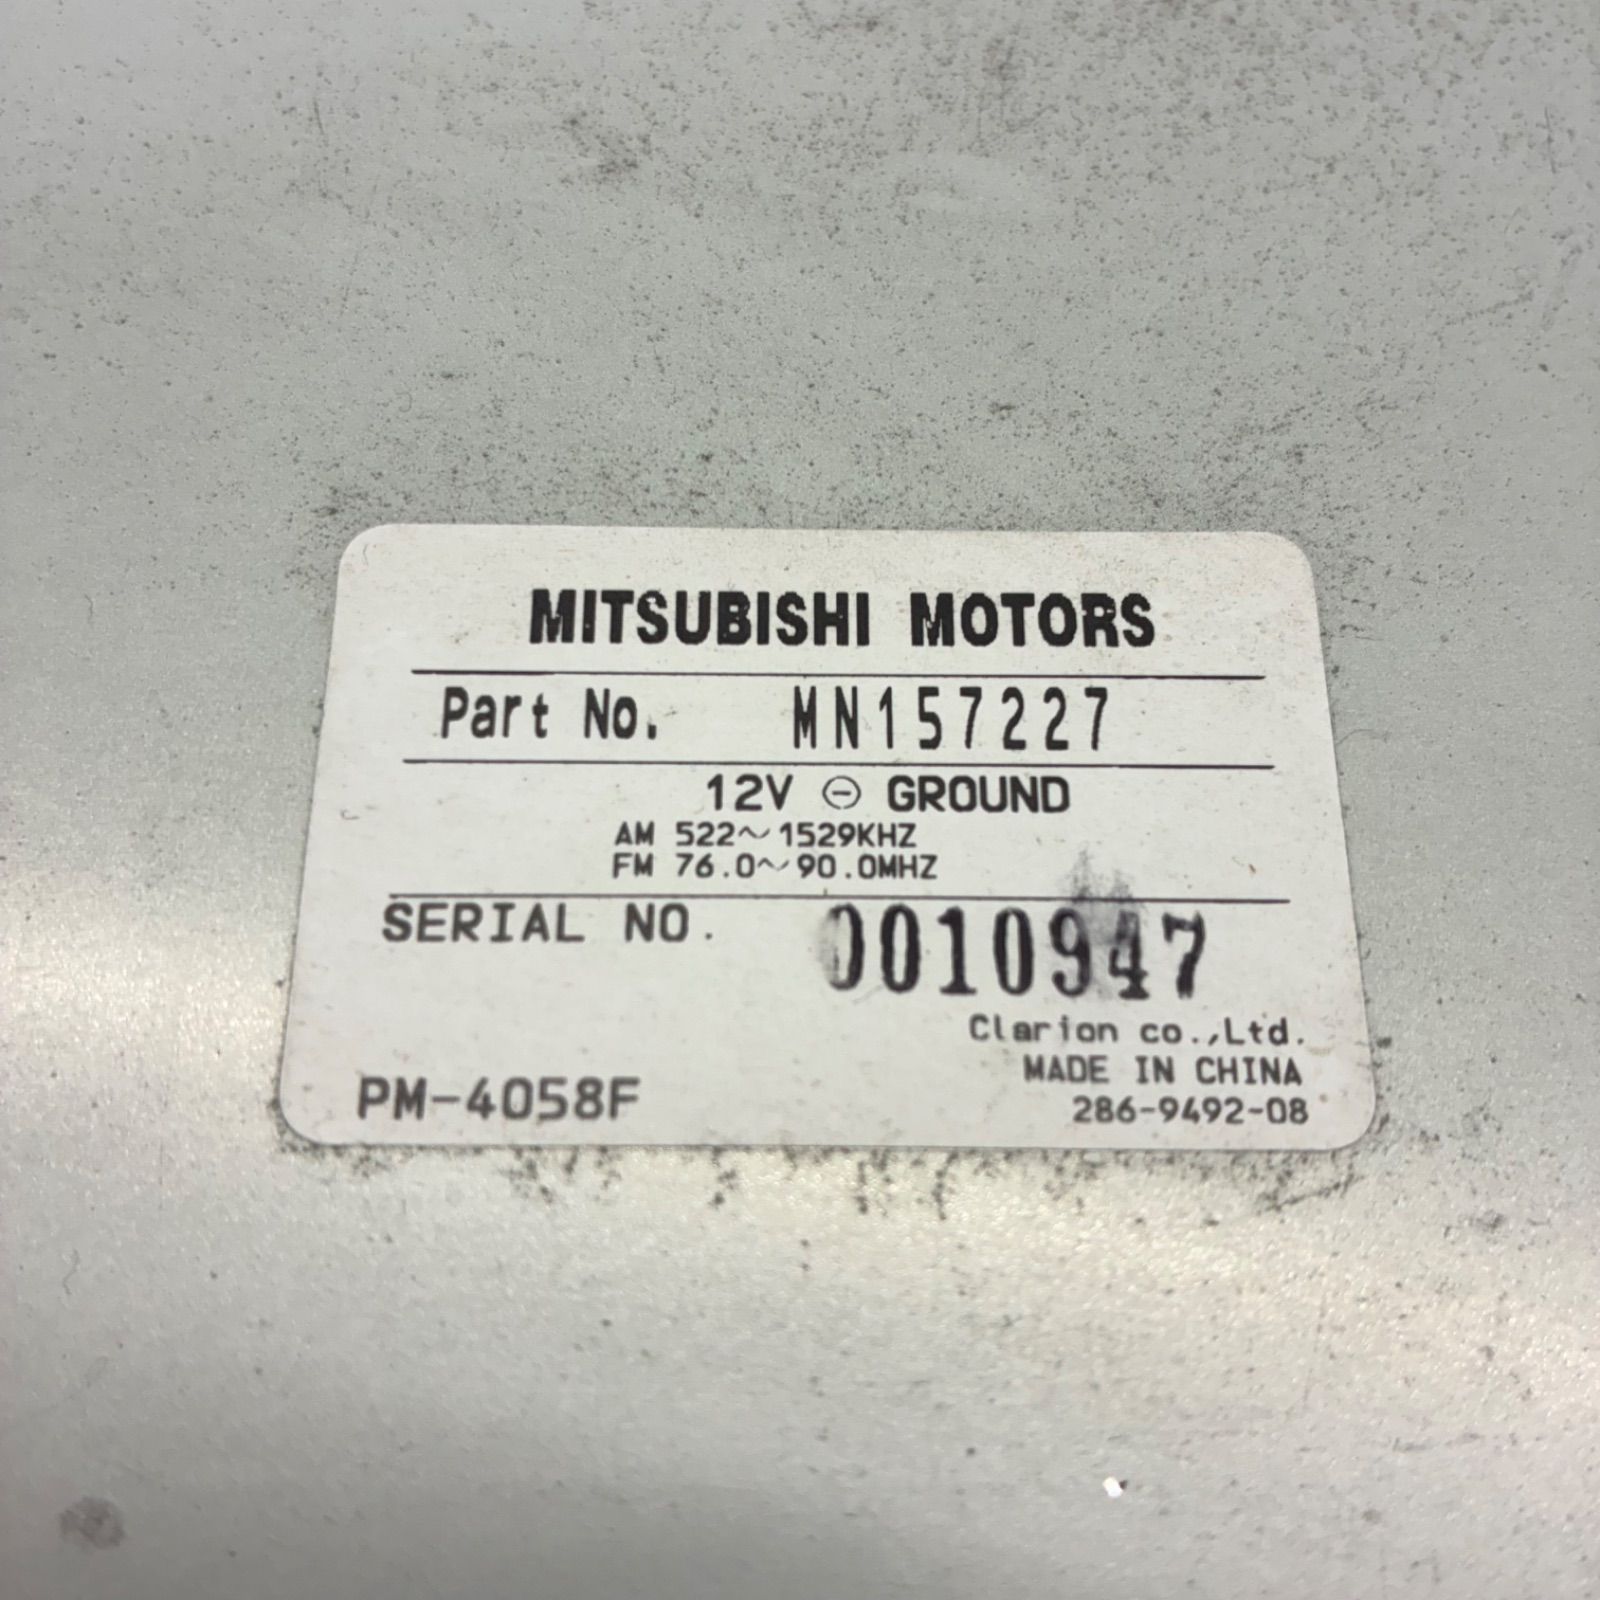 MITSUBISHI MOTORS
Part No. MN157227
12V ⊖ GROUND
AM 522~1529KHZ
FM 76.0~90.0MHZ
SERIAL NO. 0010947
Clarion co.,Ltd.
MADE IN CHINA
PM-4058F 286-9492-08